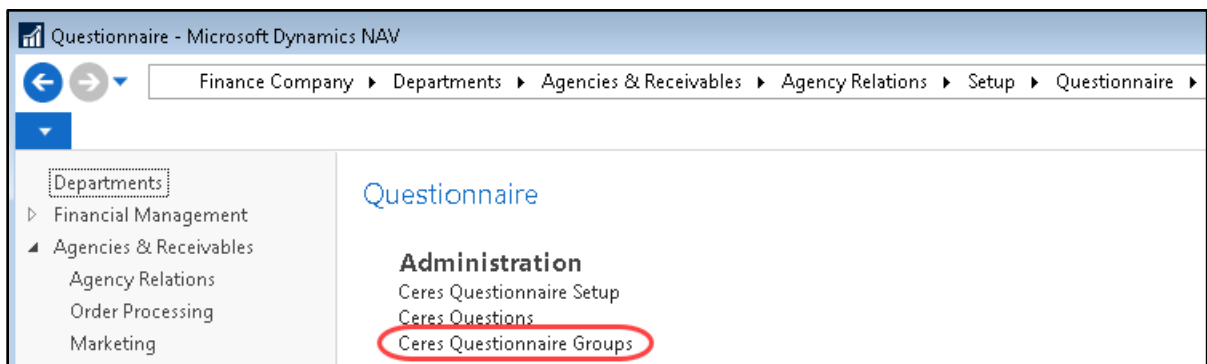 Questionnaire - Microsoft Dynamics NAV
Finance Company ▸ Departments ▸ Agencies & Receivables ▸ Agency Relations ▸ Setup ▸ Questionnaire ▸
Departments
Financial Management
Agencies & Receivables
Agency Relations
Order Processing
Marketing
Questionnaire
Administration
Ceres Questionnaire Setup
Ceres Questions
Ceres Questionnaire Groups